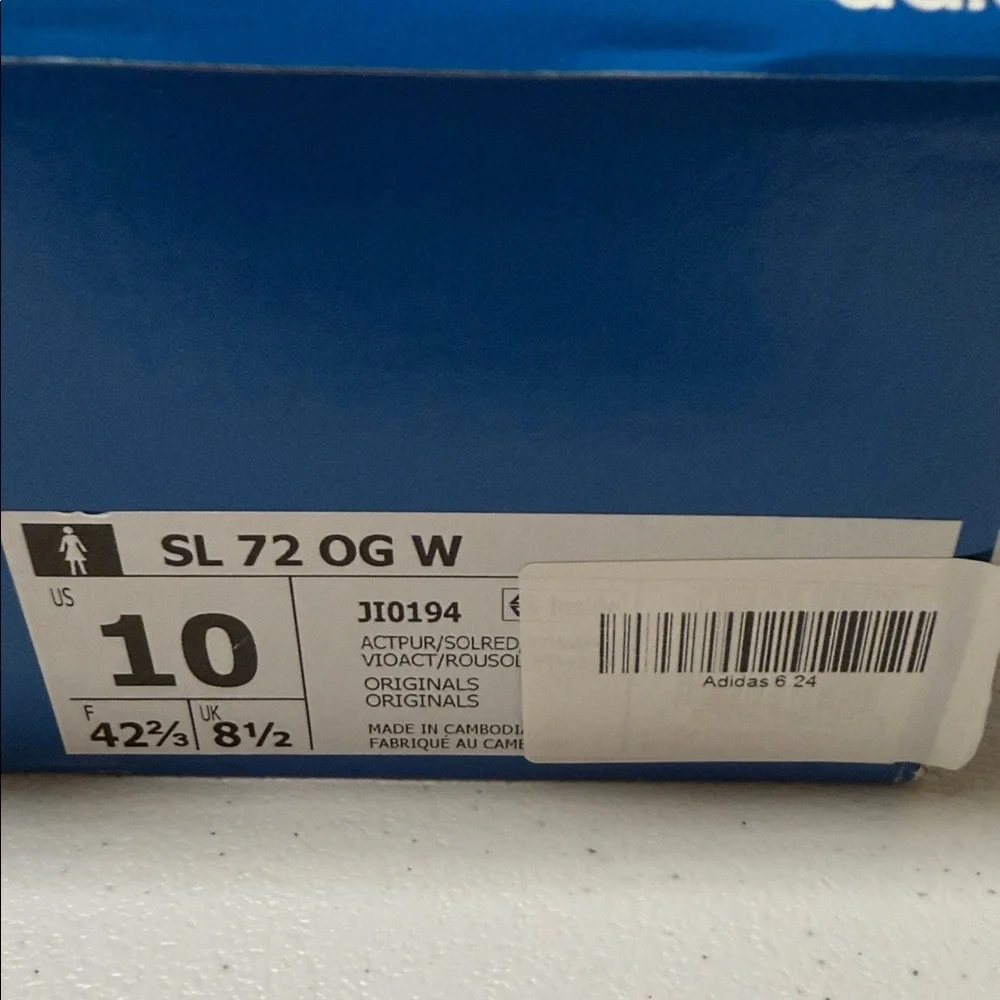 SL 72 OG W
US
10
F
42⅔
UK
8½
JI0194
ACTPUR/SOLRED
VIOACT/ROUSOL
ORIGINALS
ORIGINALS
MADE IN CAMBODI
FABRIQUÉ AU CAM
Adidas 6 24